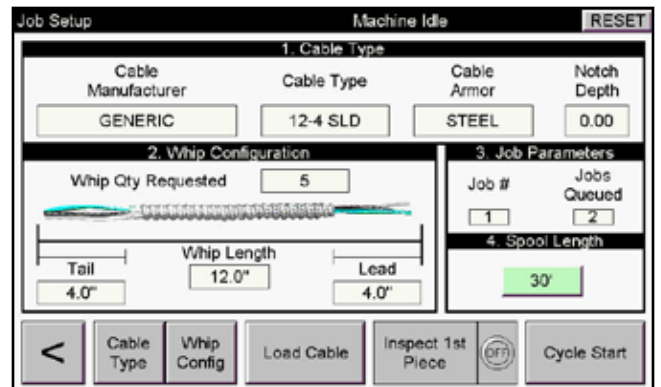 Job Setup Machine Idle RESET
1. Cable Type
Cable Manufacturer
Cable Type
Cable Armor
Notch Depth
GENERIC 12-4 SLD STEEL 0.00
2. Whip Configuration
Whip Qty Requested 5
Whip Length
12.0"
Tail
4.0"
Lead
4.0"
3. Job Parameters
Job #
1
Jobs Queued
2
4. Spool Length
30'
<
Cable Type
Whip Config
Load Cable
Inspect 1st Piece
OFF
Cycle Start